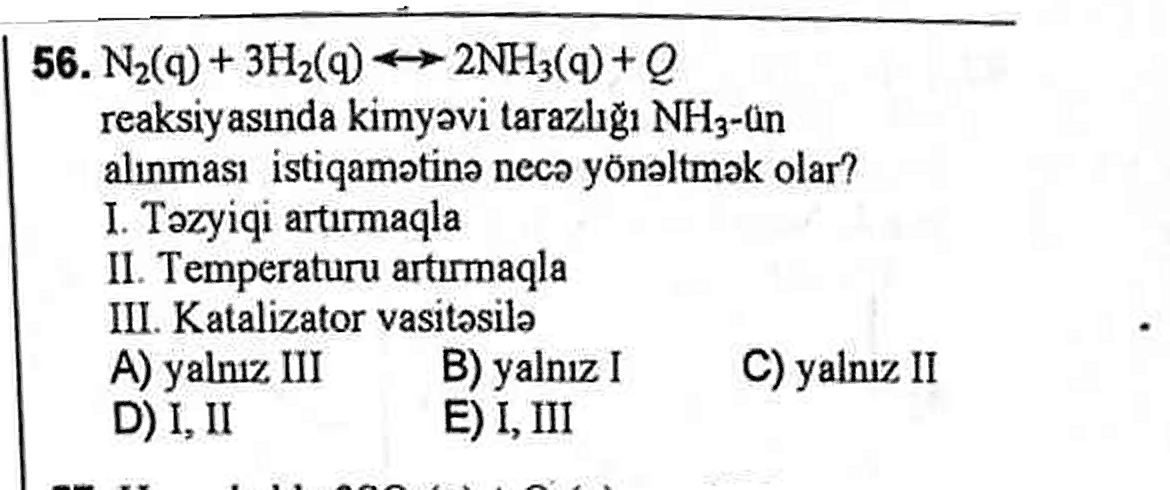 56. N₂(q) + 3H₂(q) ⟷ 2NH₃(q) + Q
reaksiyasında kimyəvi tarazlığı NH₃-ün
alınması istiqamətinə necə yönəltmək olar?
I. Təzyiqi artırmaqla
II. Temperaturu artırmaqla
III. Katalizator vasitəsilə
A) yalnız III B) yalnız I C) yalnız II
D) I, II E) I, III